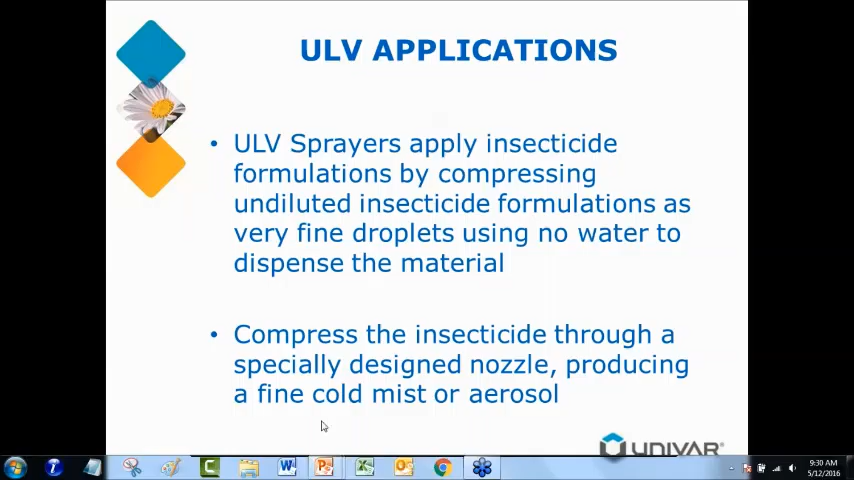 ULV APPLICATIONS
• ULV Sprayers apply insecticide
formulations by compressing
undiluted insecticide formulations as
very fine droplets using no water to
dispense the material
• Compress the insecticide through a
specially designed nozzle, producing
a fine cold mist or aerosol
UNIVAR
9:30 AM
5/12/2016